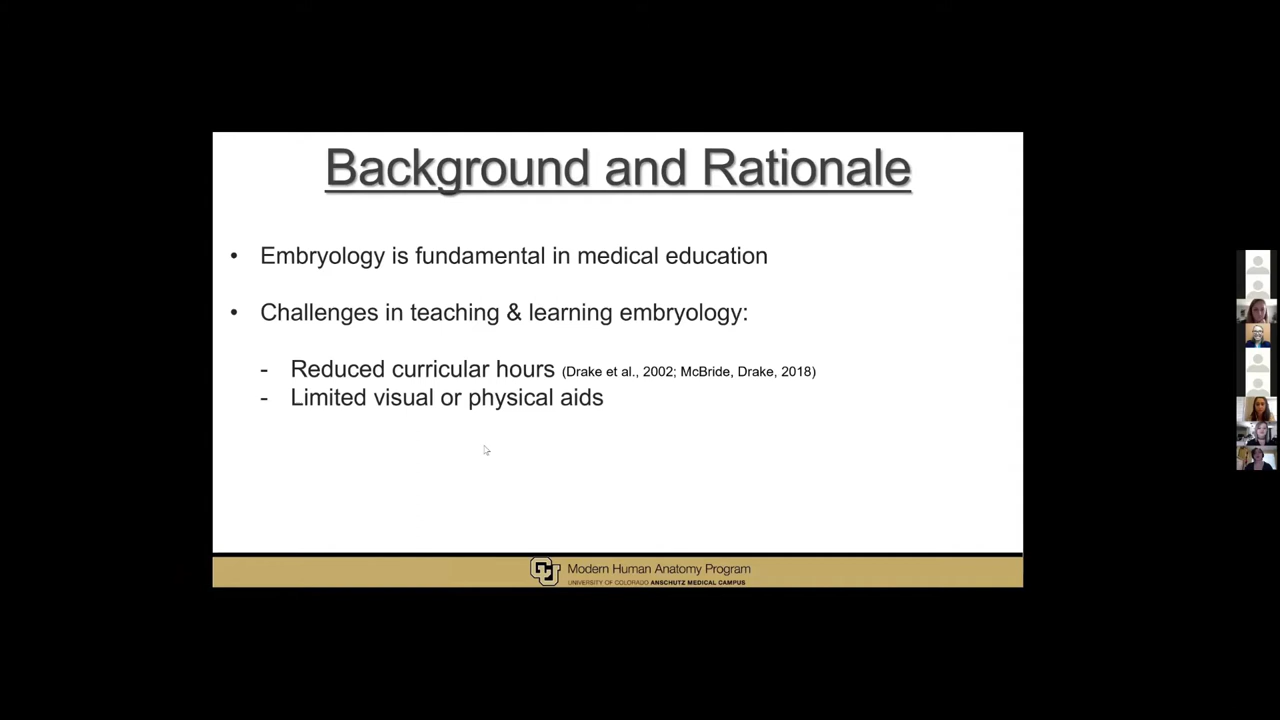 Background and Rationale
• Embryology is fundamental in medical education
• Challenges in teaching & learning embryology:
- Reduced curricular hours (Drake et al., 2002; McBride, Drake, 2018)
- Limited visual or physical aids
CU Modern Human Anatomy Program
UNIVERSITY OF COLORADO ANSCHUTZ MEDICAL CAMPUS